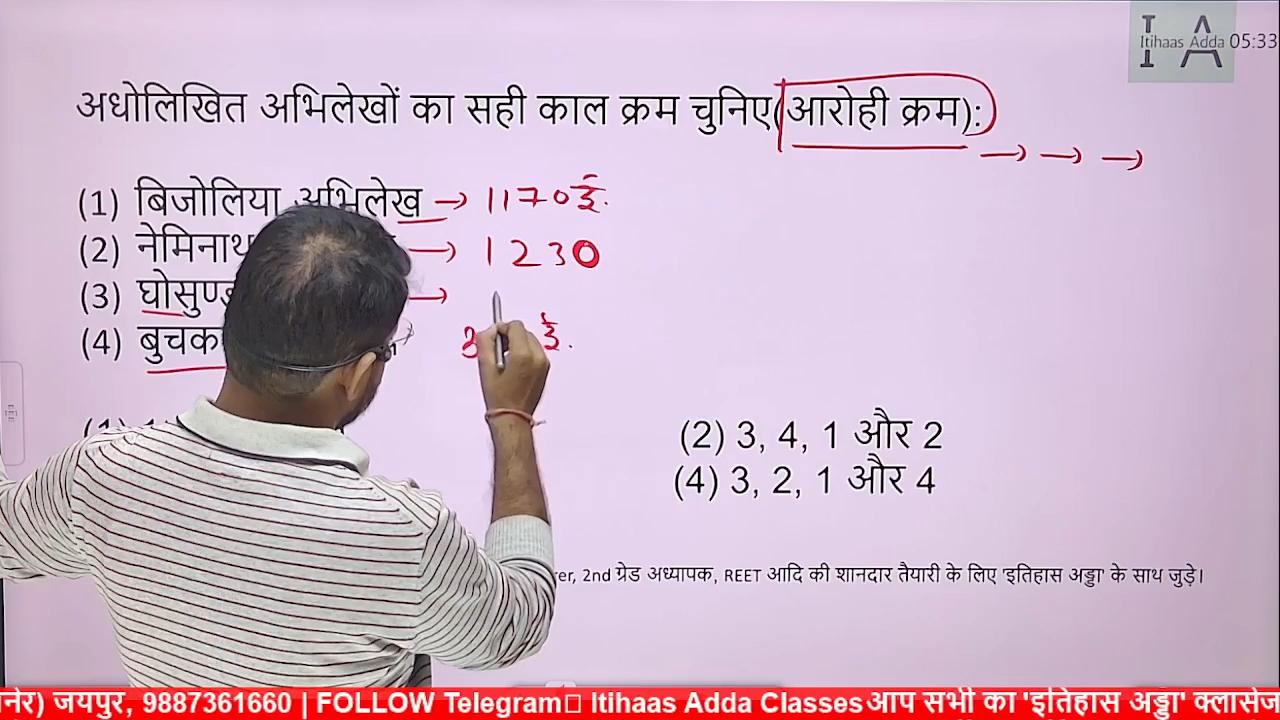 I A
Itihaas Adda 05:33
अधोलिखित अभिलेखों का सही काल क्रम चुनिए(आरोही क्रम):
(1) बिजोलिया अभिलेख → 1170 ई.
(2) → 1230
(3) →
(4) ई.
(2) 3, 4, 1 और 2
(4) 3, 2, 1 और 4
2nd ग्रेड अध्यापक, REET आदि की शानदार तैयारी के लिए 'इतिहास अड्डा' के साथ जुड़े।
जयपुर, 9887361660 | FOLLOW Telegram Itihaas Adda Classes आप सभी का 'इतिहास अड्डा'